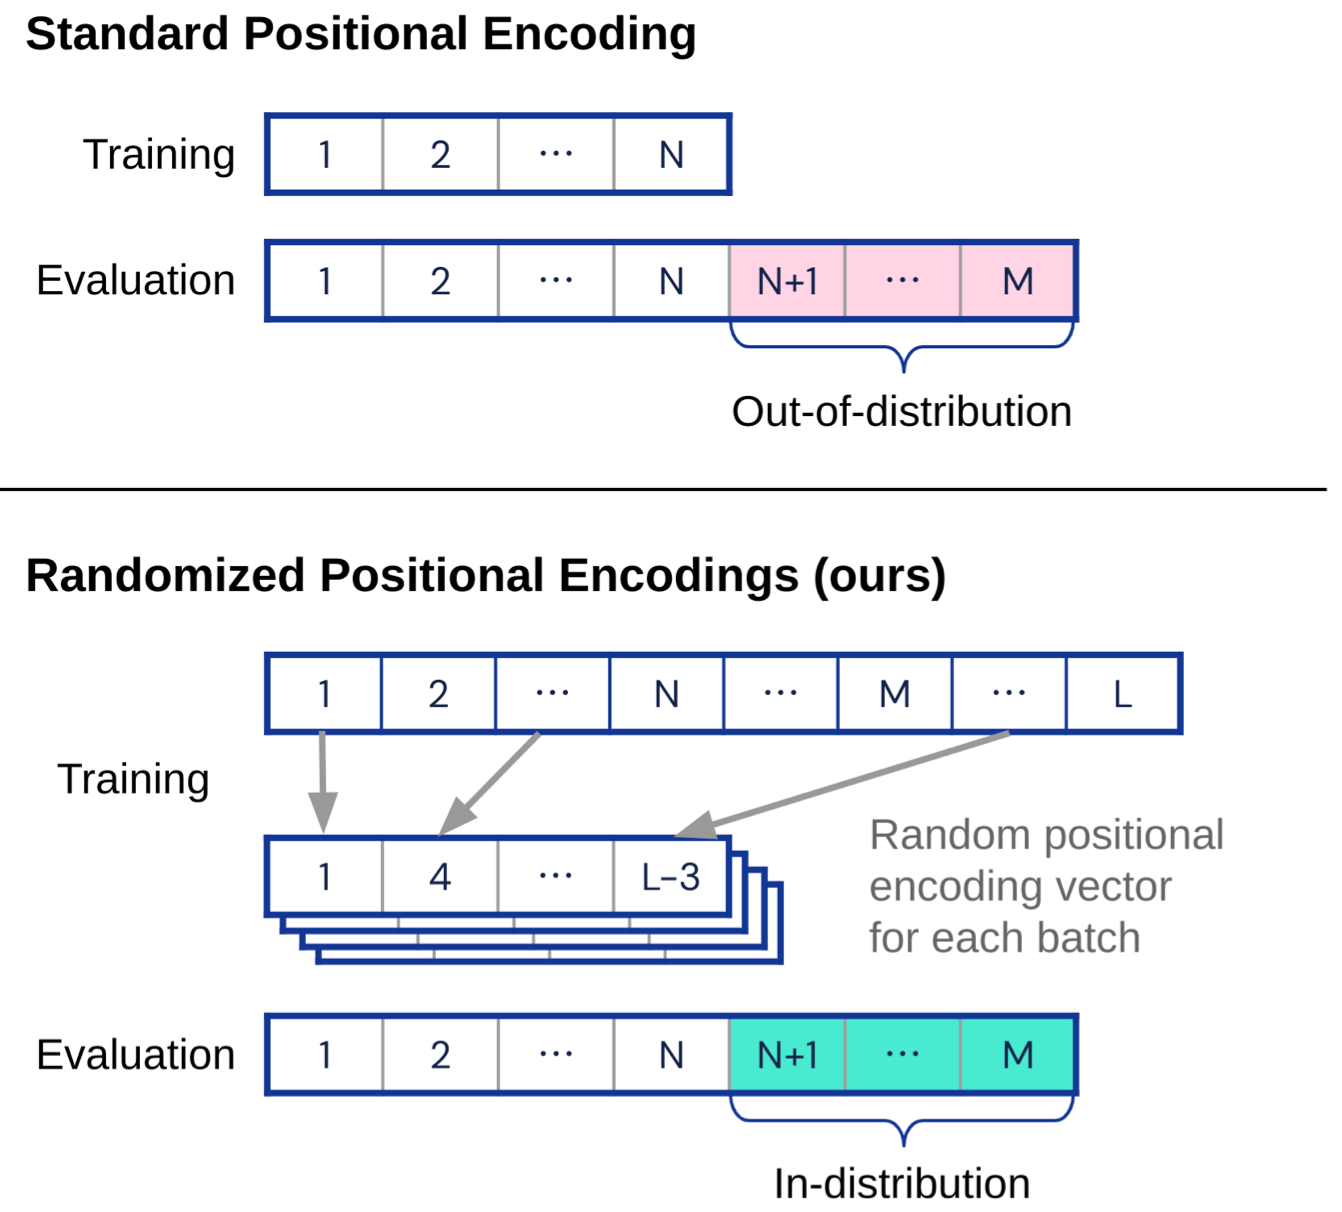 Standard Positional Encoding
Training
1 2 ... N
Evaluation
1 2 ... N N+1 ... M
Out-of-distribution
Randomized Positional Encodings (ours)
1 2 ... N ... M ... L
Training
1 4 ... L-3
Random positional
encoding vector
for each batch
Evaluation
1 2 ... N N+1 ... M
In-distribution